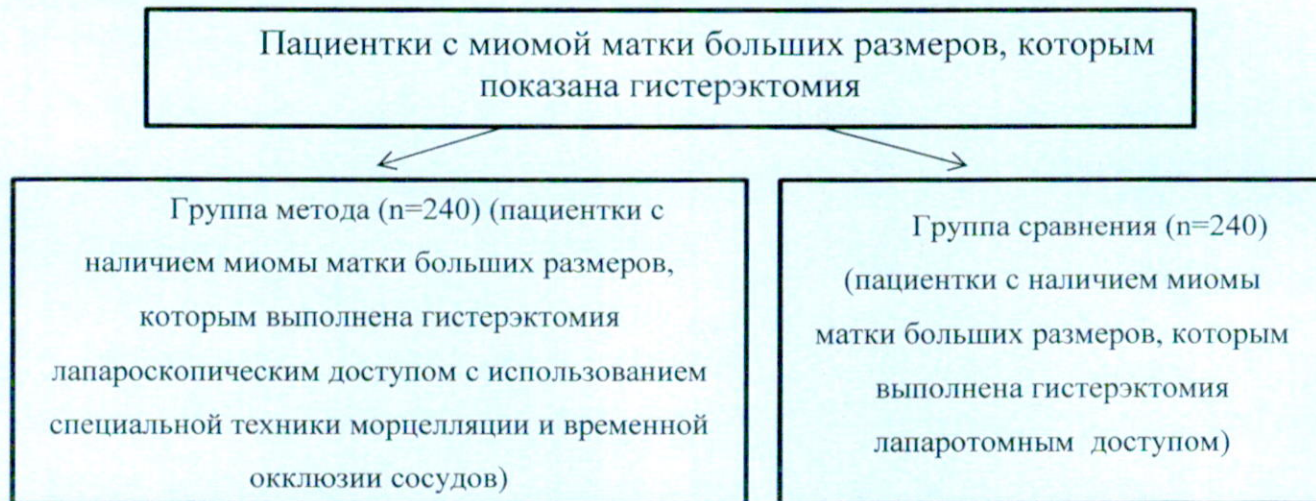 Пациентки с миомой матки больших размеров, которым
показана гистерэктомия
Группа метода (n=240) (пациентки с
наличием миомы матки больших размеров,
которым выполнена гистерэктомия
лапароскопическим доступом с использованием
специальной техники морцелляции и временной
окклюзии сосудов)
Группа сравнения (n=240)
(пациентки с наличием миомы
матки больших размеров, которым
выполнена гистерэктомия
лапаротомным доступом)